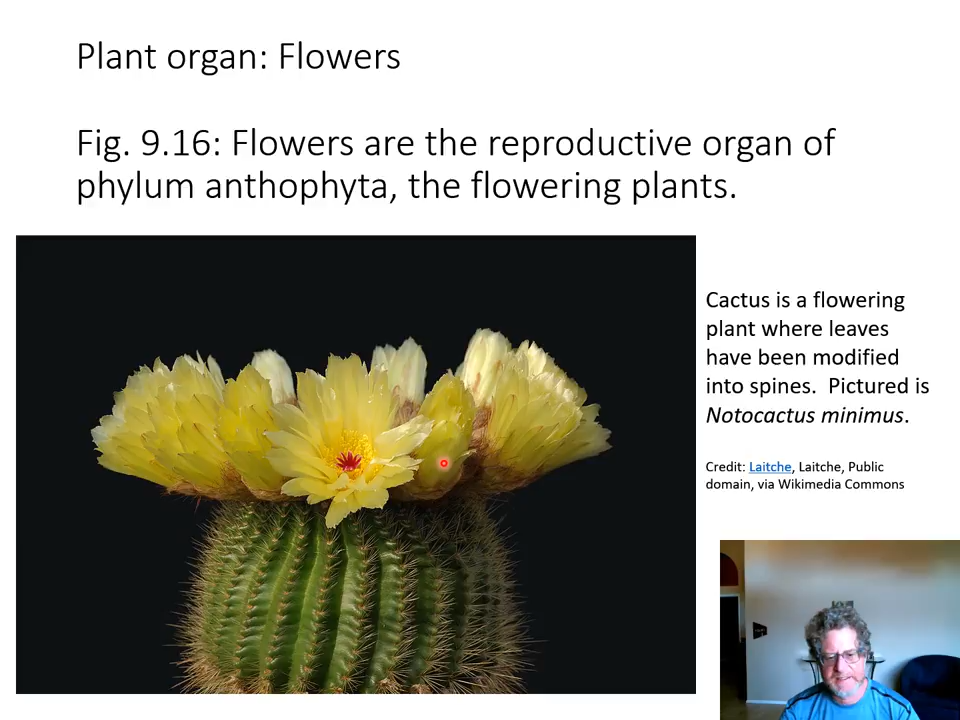 Plant organ: Flowers
Fig. 9.16: Flowers are the reproductive organ of
phylum anthophyta, the flowering plants.
Cactus is a flowering
plant where leaves
have been modified
into spines.  Pictured is
Notocactus minimus.
Credit: Laitche, Laitche, Public
domain, via Wikimedia Commons